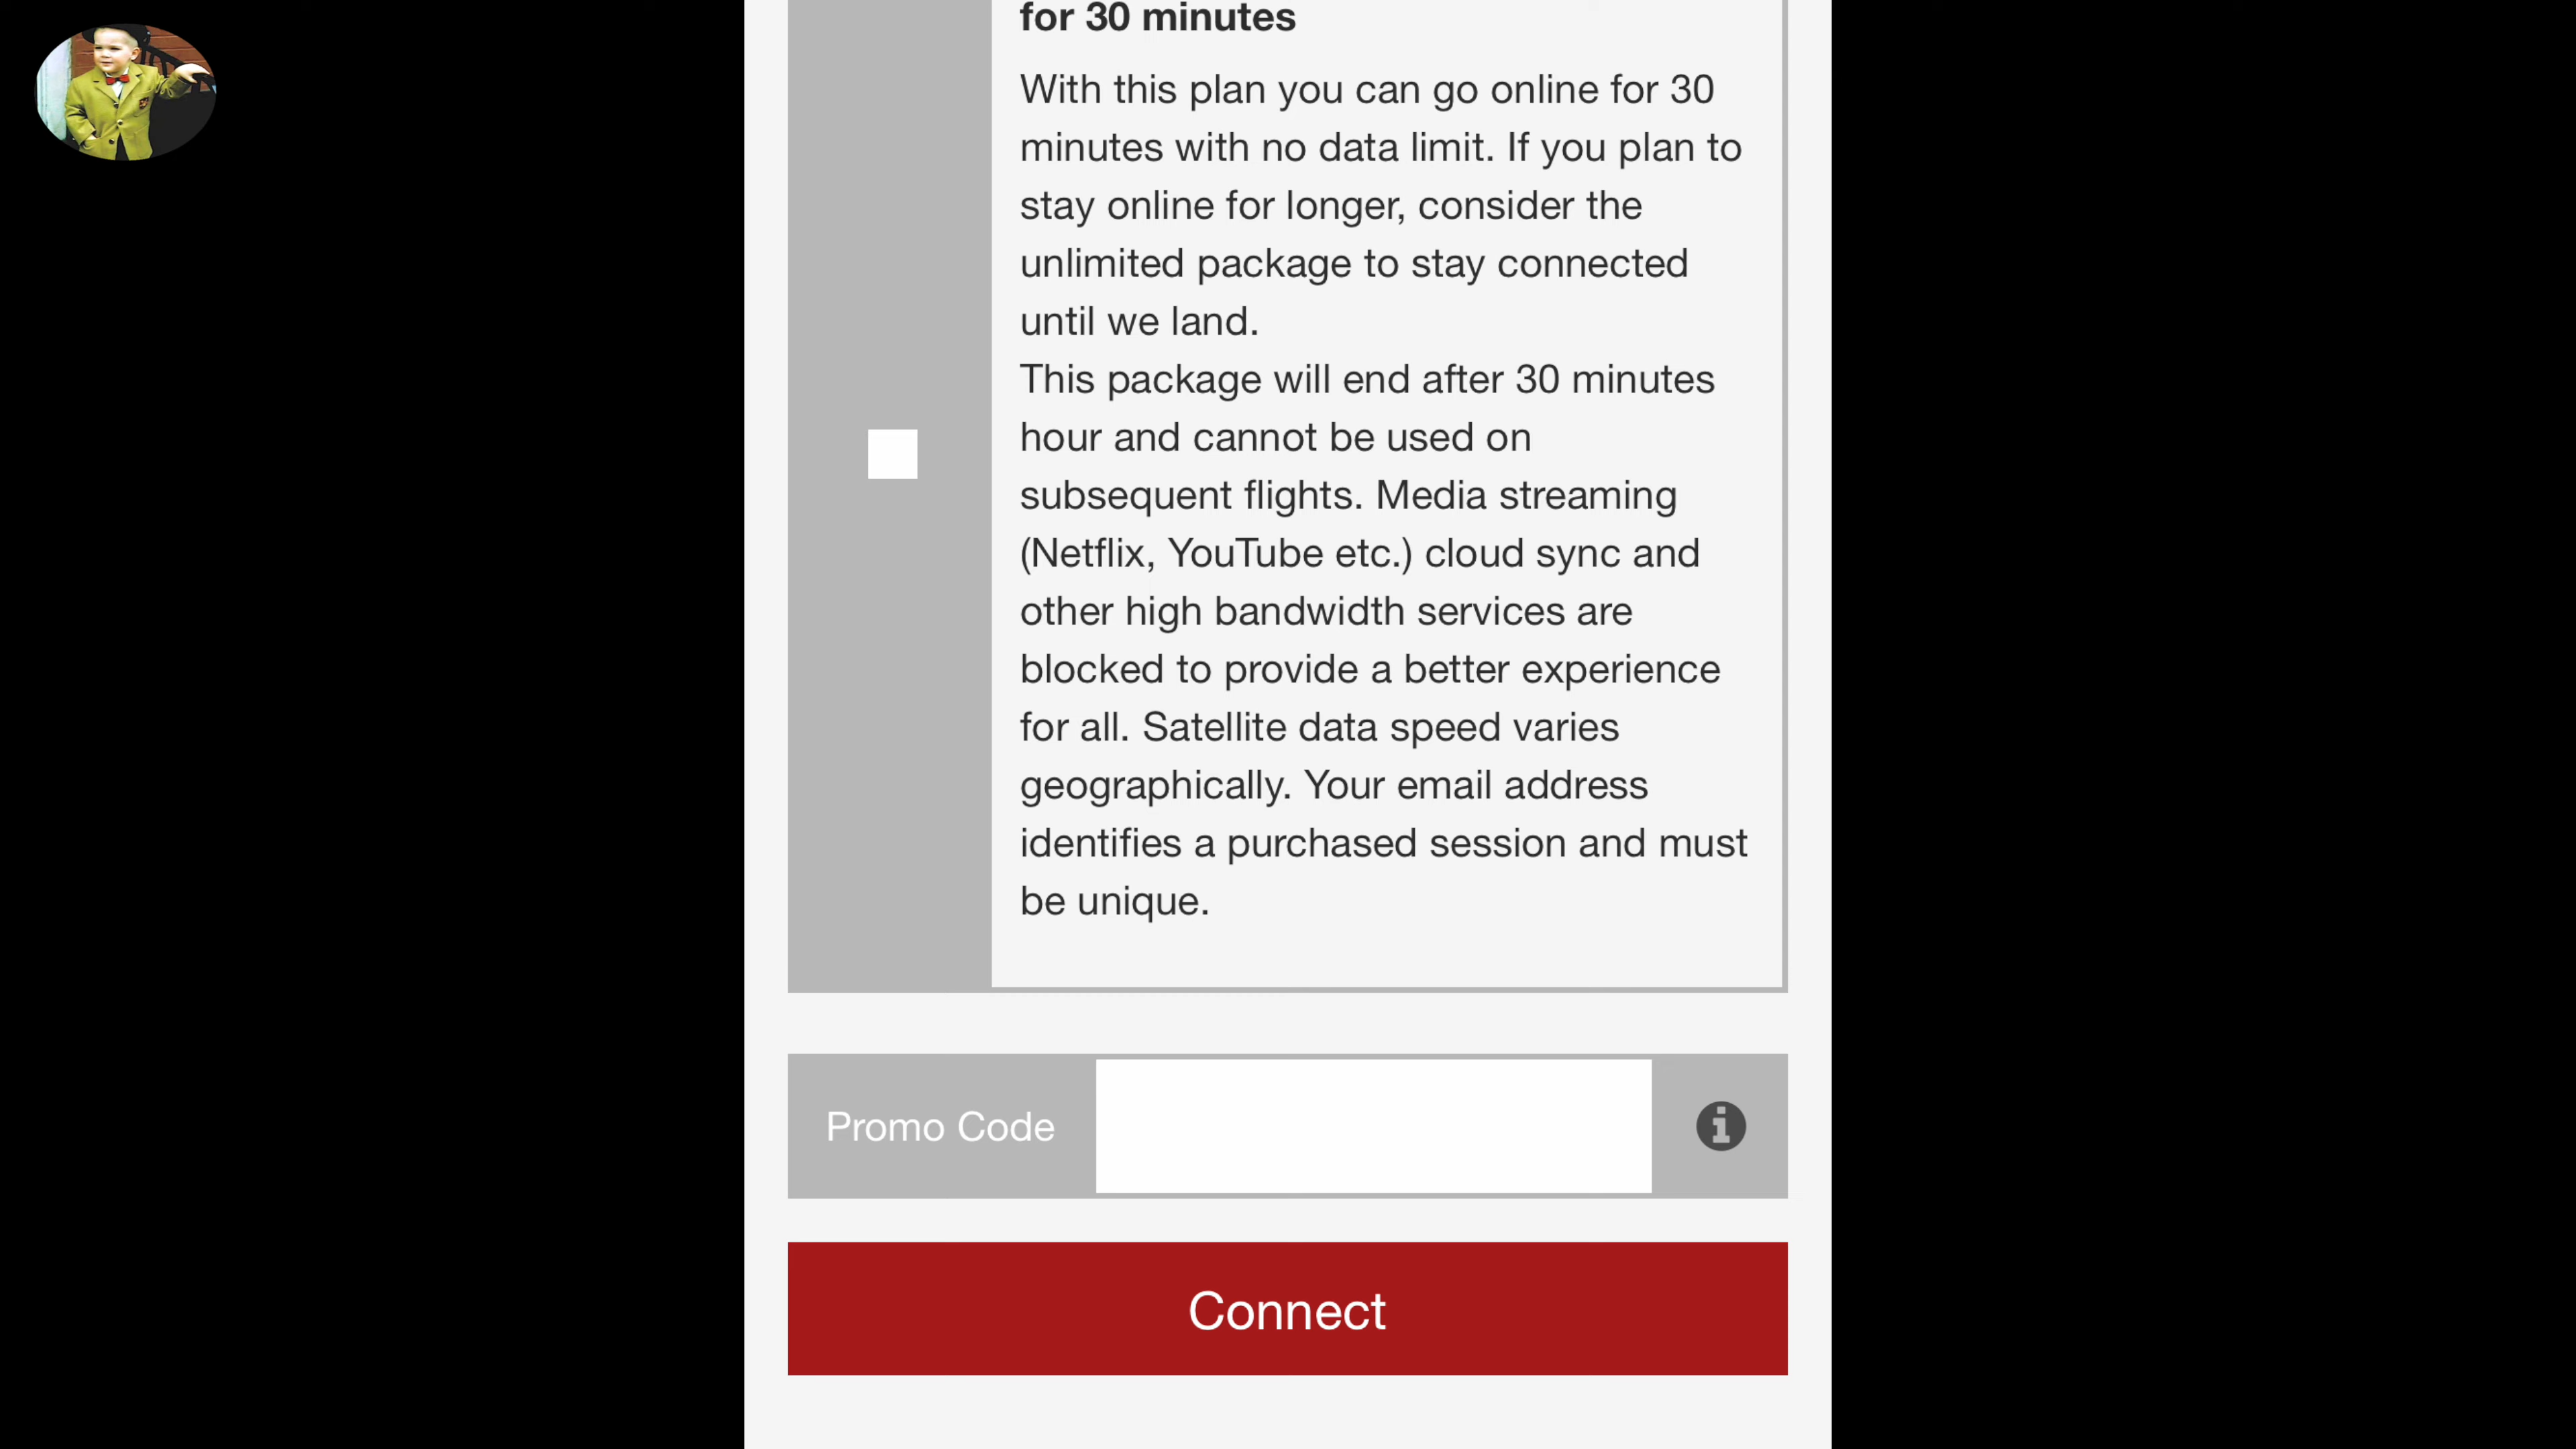 for 30 minutes
With this plan you can go online for 30
minutes with no data limit. If you plan to
stay online for longer, consider the
unlimited package to stay connected
until we land.
This package will end after 30 minutes
hour and cannot be used on
subsequent flights. Media streaming
(Netflix, YouTube etc.) cloud sync and
other high bandwidth services are
blocked to provide a better experience
for all. Satellite data speed varies
geographically. Your email address
identifies a purchased session and must
be unique.
Promo Code
Connect